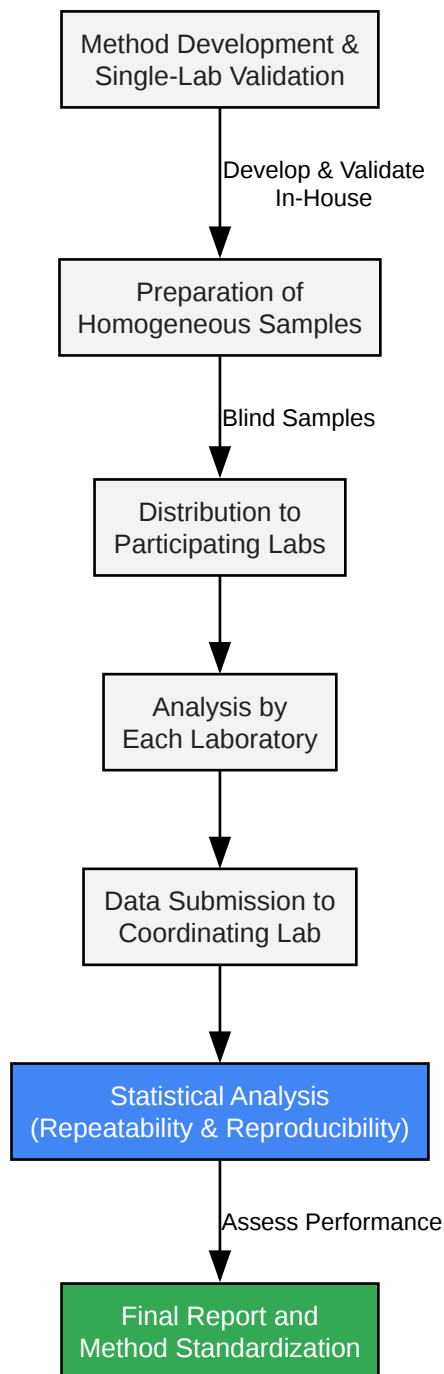 Method Development &
Single-Lab Validation
Develop & Validate
In-House
Preparation of
Homogeneous Samples
Blind Samples
Distribution to
Participating Labs
Analysis by
Each Laboratory
Data Submission to
Coordinating Lab
Statistical Analysis
(Repeatability & Reproducibility)
Assess Performance
Final Report and
Method Standardization